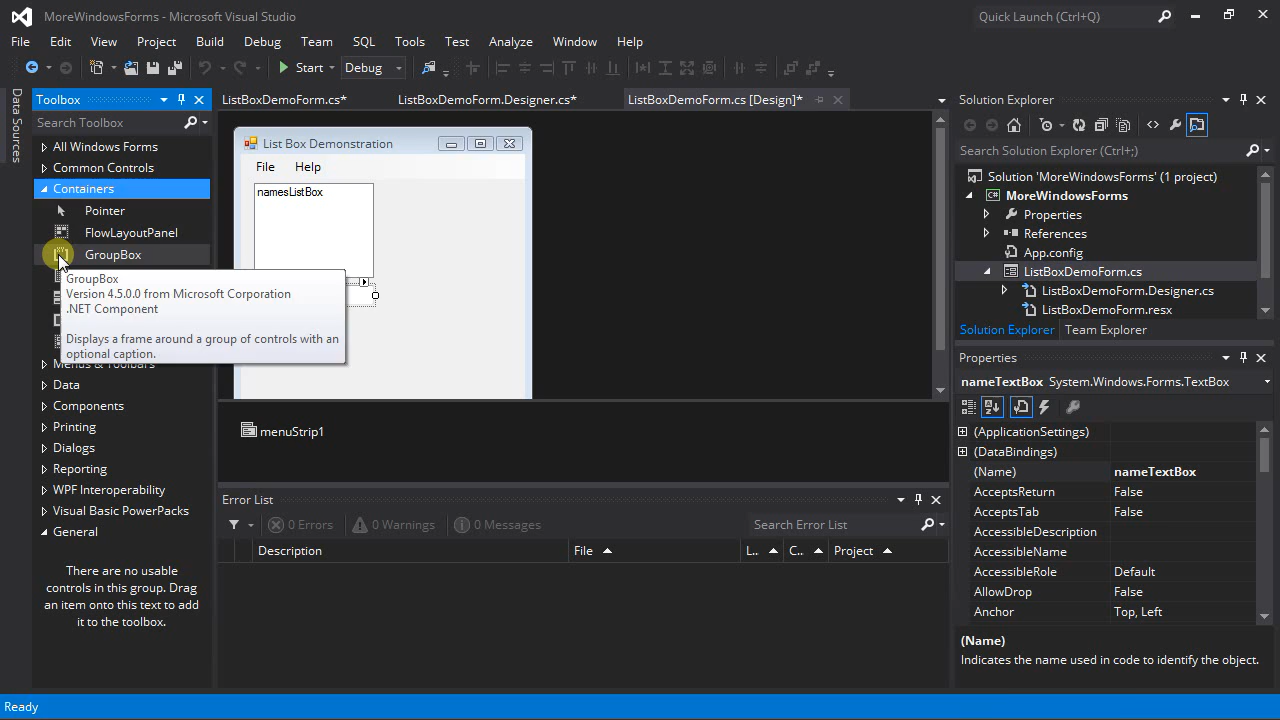 MoreWindowsForms - Microsoft Visual Studio
Quick Launch (Ctrl+Q)
File Edit View Project Build Debug Team SQL Tools Test Analyze Window Help
Start Debug
Data Sources
Toolbox
Search Toolbox
All Windows Forms
Common Controls
Containers
Pointer
FlowLayoutPanel
GroupBox
GroupBox
Version 4.5.0.0 from Microsoft Corporation
.NET Component
Displays a frame around a group of controls with an
optional caption.
Menus & Toolbars
Data
Components
Printing
Dialogs
Reporting
WPF Interoperability
Visual Basic PowerPacks
General
There are no usable
controls in this group. Drag
an item onto this text to add
it to the toolbox.
ListBoxDemoForm.cs* ListBoxDemoForm.Designer.cs* ListBoxDemoForm.cs [Design]*
List Box Demonstration
File Help
namesListBox
menuStrip1
Error List
0 Errors 0 Warnings 0 Messages
Search Error List
Description File L.. C.. Project
Solution Explorer
Search Solution Explorer (Ctrl+;)
Solution 'MoreWindowsForms' (1 project)
MoreWindowsForms
Properties
References
App.config
ListBoxDemoForm.cs
ListBoxDemoForm.Designer.cs
ListBoxDemoForm.resx
Solution Explorer Team Explorer
Properties
nameTextBox System.Windows.Forms.TextBox
(ApplicationSettings)
(DataBindings)
(Name) nameTextBox
AcceptsReturn False
AcceptsTab False
AccessibleDescription
AccessibleName
AccessibleRole Default
AllowDrop False
Anchor Top, Left
(Name)
Indicates the name used in code to identify the object.
Ready